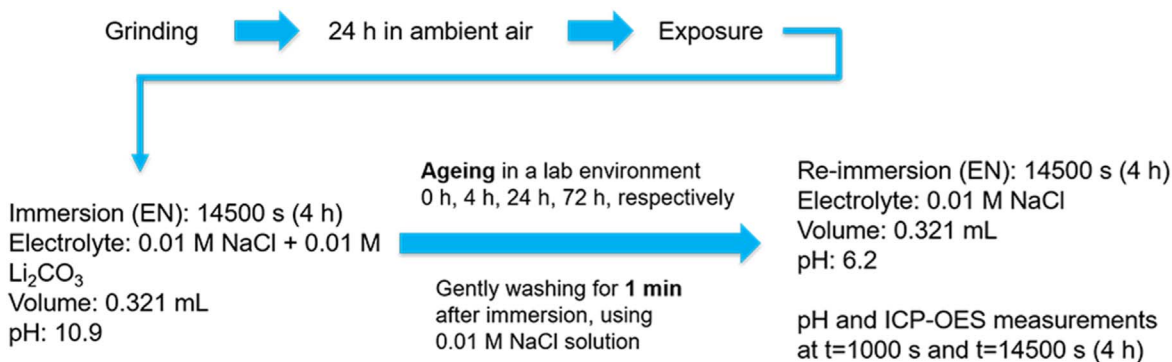 Grinding
24 h in ambient air
Exposure
Immersion (EN): 14500 s (4 h)
Electrolyte: 0.01 M NaCl + 0.01 M
Li₂CO₃
Volume: 0.321 mL
pH: 10.9
Ageing in a lab environment
0 h, 4 h, 24 h, 72 h, respectively
Gently washing for 1 min
after immersion, using
0.01 M NaCl solution
Re-immersion (EN): 14500 s (4 h)
Electrolyte: 0.01 M NaCl
Volume: 0.321 mL
pH: 6.2
pH and ICP-OES measurements
at t=1000 s and t=14500 s (4 h)